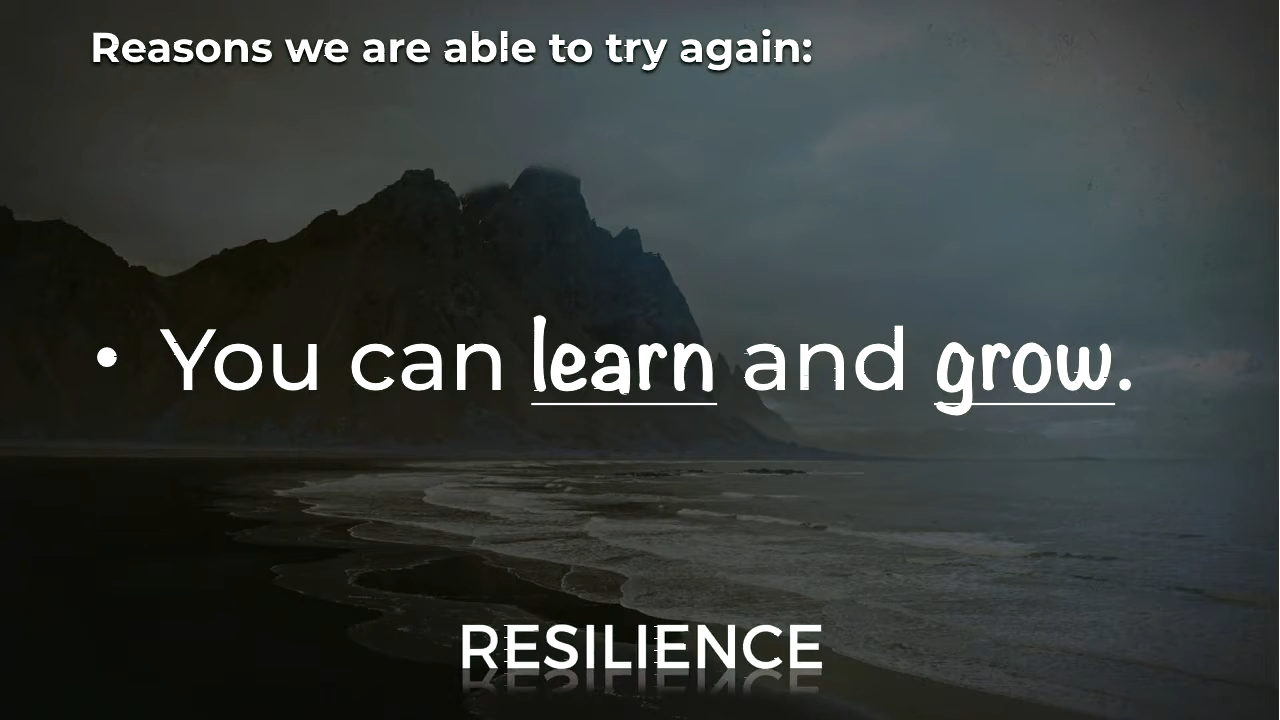 Reasons we are able to try again:
• You can learn and grow.
RESILIENCE